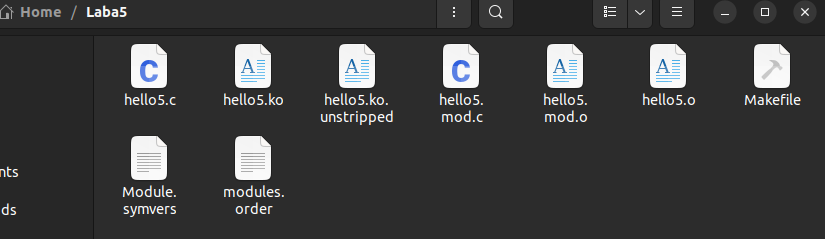 Home / Laba5
hello5.c
hello5.ko
hello5.ko.
unstripped
hello5.
mod.c
hello5.
mod.o
hello5.o
Makefile
Module.
symvers
modules.
order
nts
ds